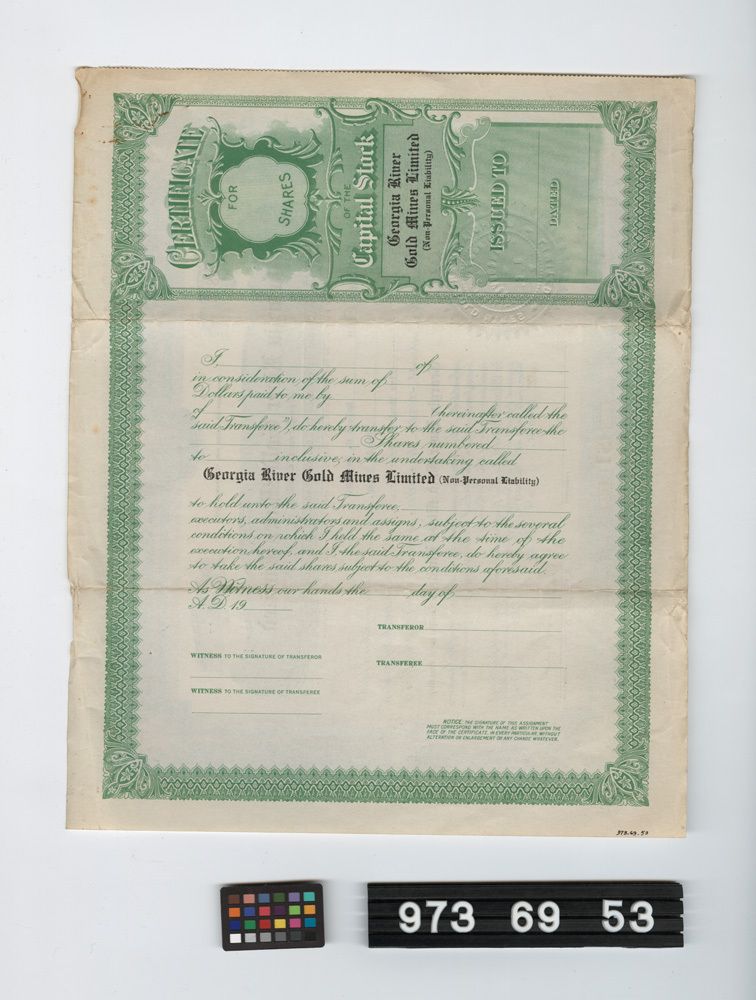 CERTIFICATE
FOR
SHARES
OF THE
Capital Stock
Georgia River
Gold Mines Limited
(Non-Personal Liability)
ISSUED TO
DATED
I, of
in consideration of the sum of
Dollars paid to me by
of (hereinafter called the
said Transferee"), do hereby transfer to the said Transferee the
Shares, numbered
to inclusive, in the undertaking called
Georgia River Gold Mines Limited (Non-Personal Liability)
to hold unto the said Transferee,
executors, administrators and assigns, subject to the several
conditions on which I held the same at the time of the
execution hereof, and I the said Transferee, do hereby agree
to take the said shares subject to the conditions aforesaid.
As Witness our hands the day of
A.D. 19
TRANSFEROR
WITNESS TO THE SIGNATURE OF TRANSFEROR
TRANSFEREE
WITNESS TO THE SIGNATURE OF TRANSFEREE
NOTICE: THE SIGNATURE OF THIS ASSIGNMENT
MUST CORRESPOND WITH THE NAME AS WRITTEN UPON THE
FACE OF THE CERTIFICATE, IN EVERY PARTICULAR, WITHOUT
ALTERATION OR ENLARGEMENT OR ANY CHANGE WHATEVER.
973.69.53
973 69 53